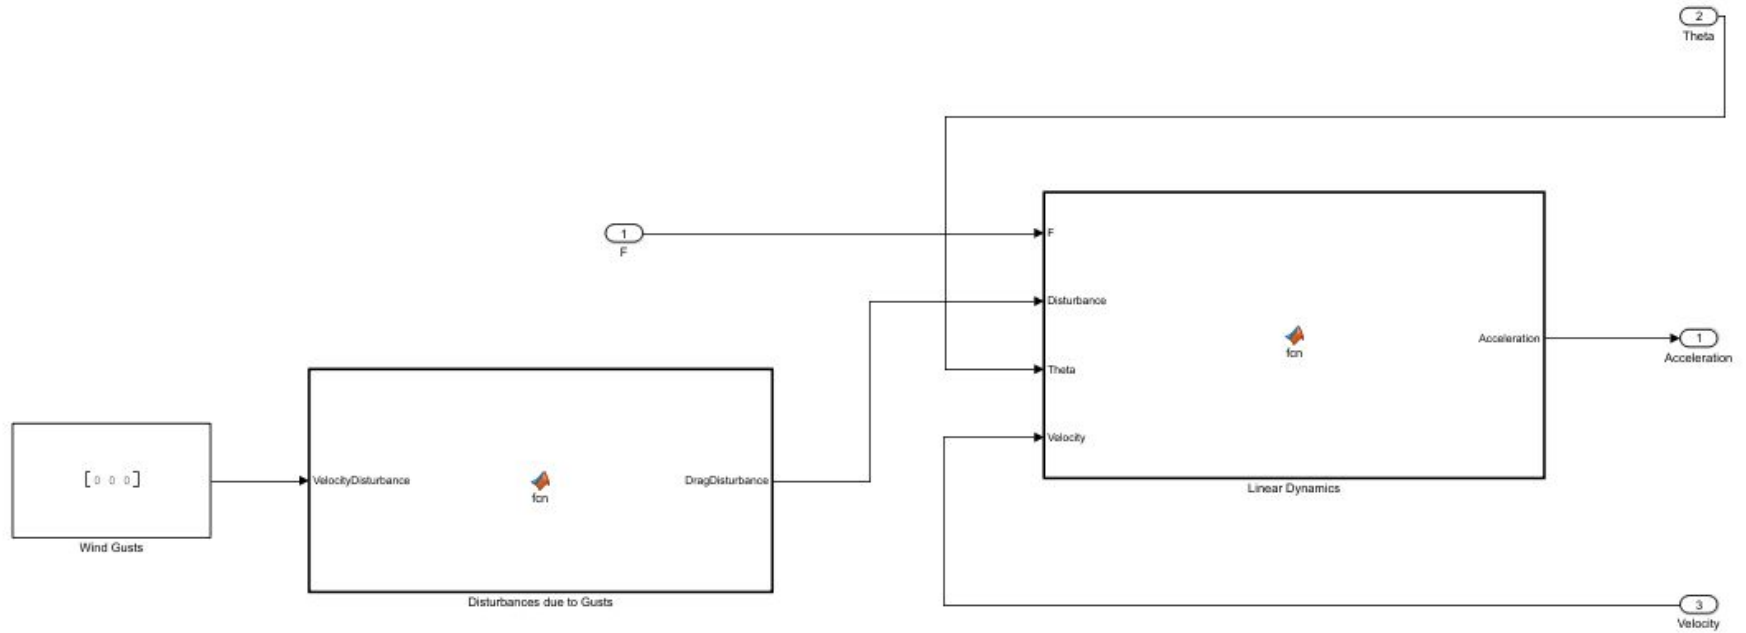 2
Theta
1
F
F
Disturbance
Theta
Velocity
fcn
Acceleration
Linear Dynamics
1
Acceleration
[0 0 0]
Wind Gusts
VelocityDisturbance
fcn
DragDisturbance
Disturbances due to Gusts
3
Velocity